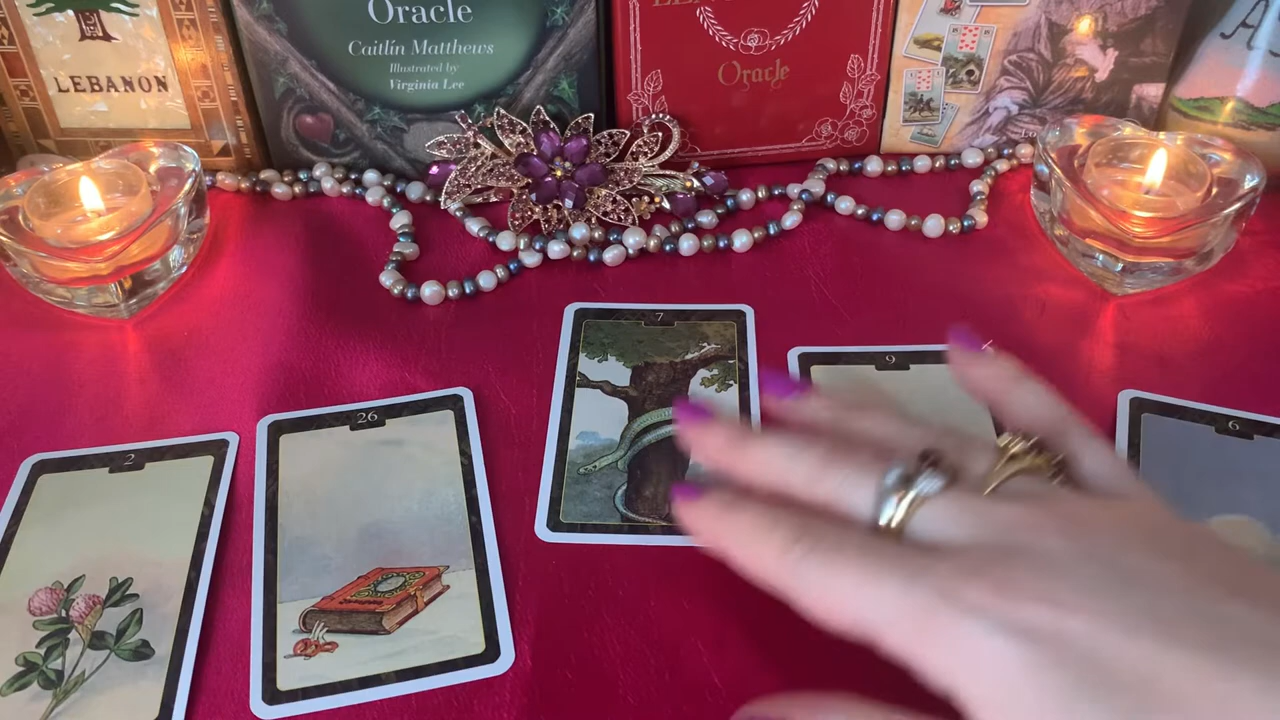 LEBANON
Oracle
Caitlín Matthews
Illustrated by
Virginia Lee
Oracle
2
26
7
9
6